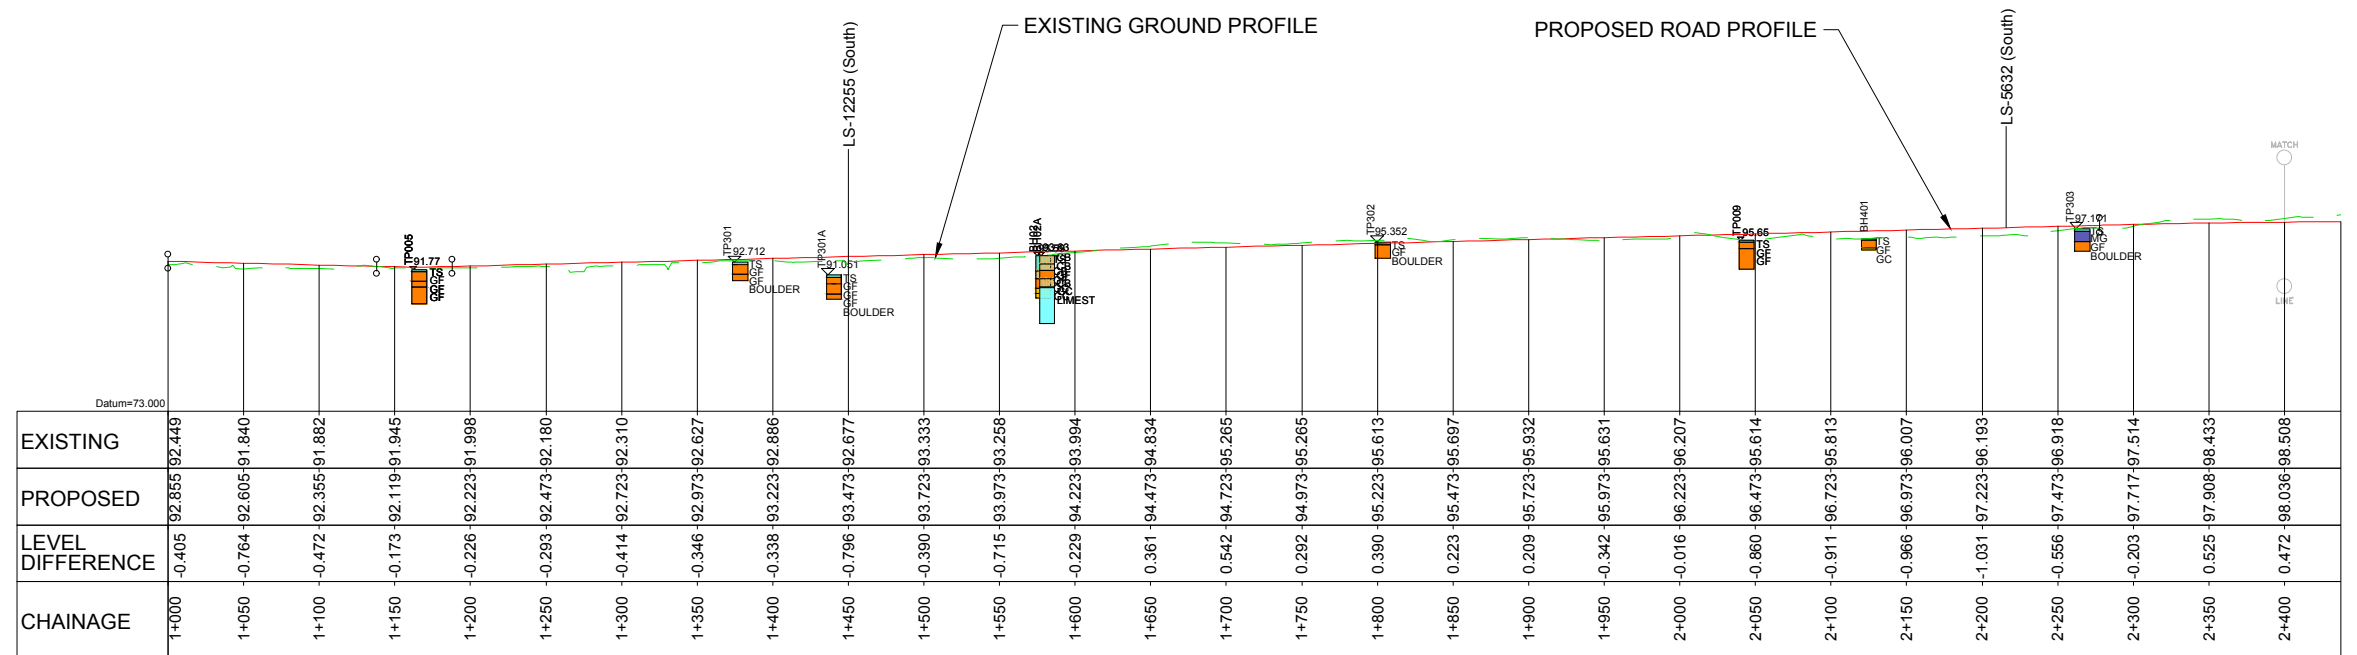 EXISTING GROUND PROFILE
PROPOSED ROAD PROFILE
LS-12255 (South)
LS-5632 (South)
MATCH
LINE
TP005
91.77
TS
GF
GF
GF
TP301
92.712
TS
GF
GF
BOULDER
TP301A
91.051
TS
GF
GF
GF
BOULDER
BH02A
LIMEST
TP302
95.352
TS
GF
BOULDER
TP009
95.65
TS
GF
GF
BH401
TS
GF
GC
TP303
97.171
TS
MG
GF
BOULDER
Datum=73.000
EXISTING 92.449 91.840 91.882 91.945 91.998 92.180 92.310 92.627 92.886 92.677 93.333 93.258 93.994 94.834 95.265 95.265 95.613 95.697 95.932 95.631 96.207 95.614 95.813 96.007 96.193 96.918 97.514 98.433 98.508
PROPOSED 92.855 92.605 92.355 92.119 92.223 92.473 92.723 92.973 93.223 93.473 93.723 93.973 94.223 94.473 94.723 94.973 95.223 95.473 95.723 95.973 96.223 96.473 96.723 96.973 97.223 97.473 97.717 97.908 98.036
LEVEL
DIFFERENCE -0.405 -0.764 -0.472 -0.173 -0.226 -0.293 -0.414 -0.346 -0.338 -0.796 -0.390 -0.715 -0.229 0.361 0.542 0.292 0.390 0.223 0.209 -0.342 -0.016 -0.860 -0.911 -0.966 -1.031 -0.556 -0.203 0.525 0.472
CHAINAGE 1+000 1+050 1+100 1+150 1+200 1+250 1+300 1+350 1+400 1+450 1+500 1+550 1+600 1+650 1+700 1+750 1+800 1+850 1+900 1+950 2+000 2+050 2+100 2+150 2+200 2+250 2+300 2+350 2+400